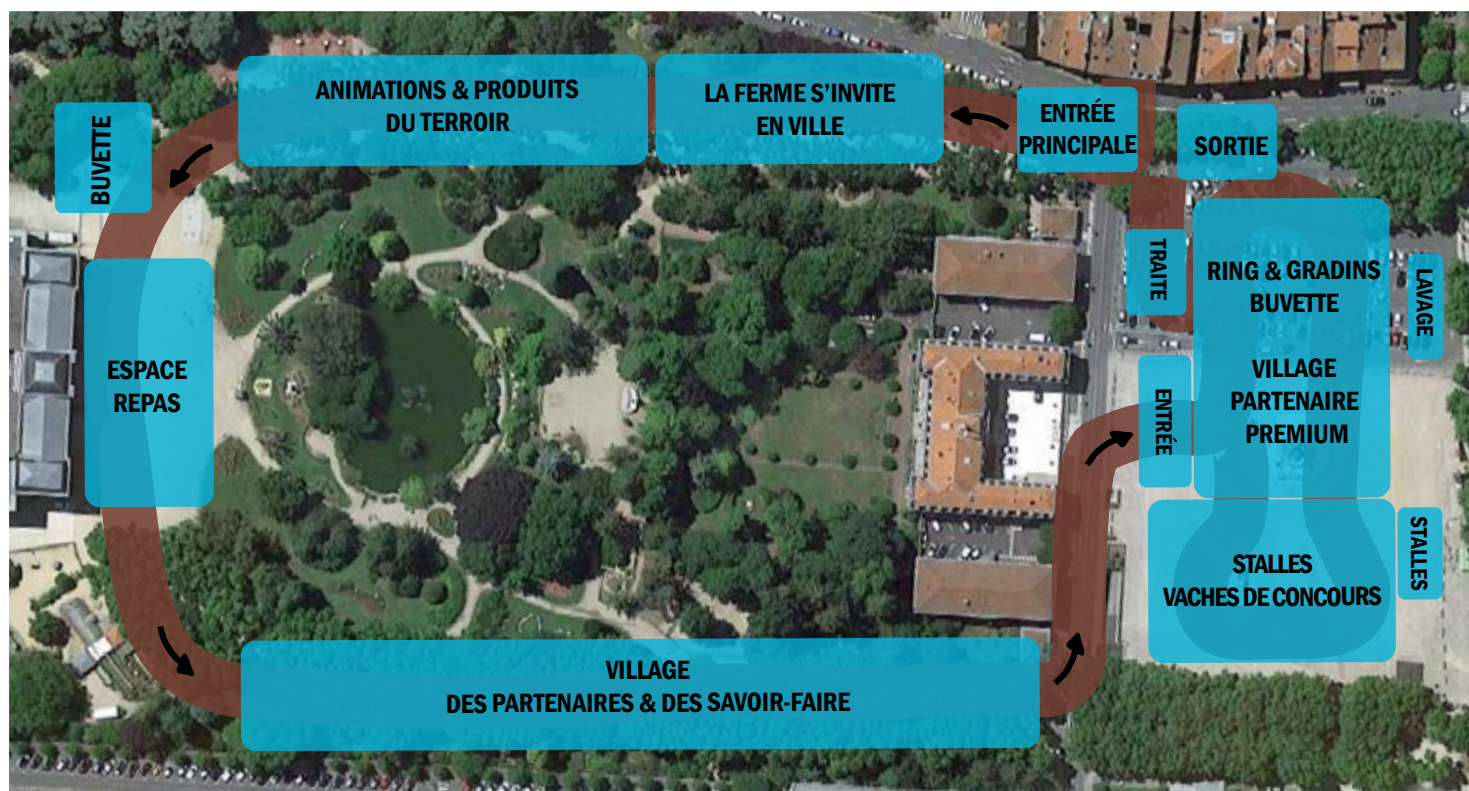 ANIMATIONS & PRODUITS
DU TERROIR
LA FERME S'INVITE
EN VILLE
ENTRÉE
PRINCIPALE
SORTIE
BUVETTE
TRAITE
RING & GRADINS
BUVETTE
VILLAGE
PARTENAIRE
PREMIUM
LAVAGE
ESPACE
REPAS
ENTRÉE
STALLES
VACHES DE CONCOURS
STALLES
VILLAGE
DES PARTENAIRES & DES SAVOIR-FAIRE